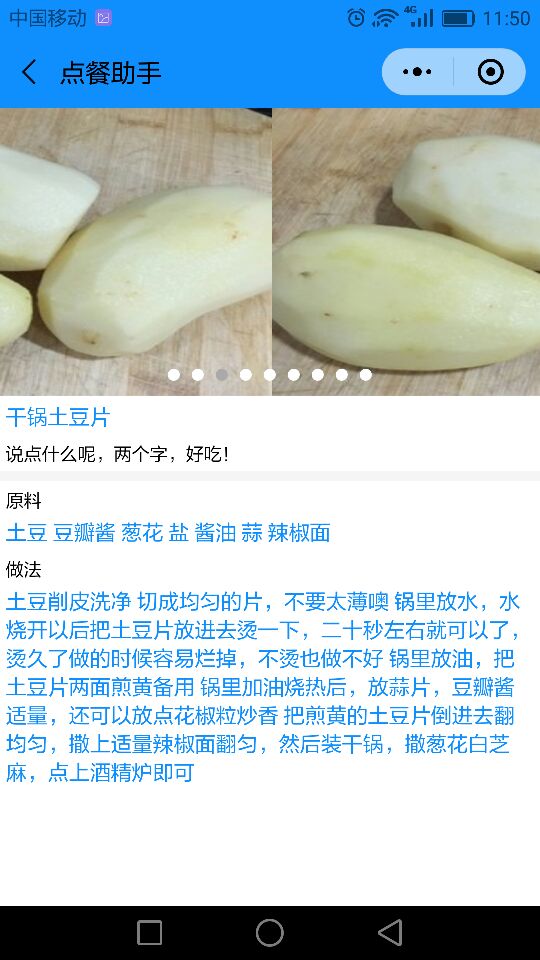 中国移动
4G
11:50
点餐助手
干锅土豆片
说点什么呢，两个字，好吃！
原料
土豆 豆瓣酱 葱花 盐 酱油 蒜 辣椒面
做法
土豆削皮洗净 切成均匀的片，不要太薄噢 锅里放水，水
烧开以后把土豆片放进去烫一下，二十秒左右就可以了，
烫久了做的时候容易烂掉，不烫也做不好 锅里放油，把
土豆片两面煎黄备用 锅里加油烧热后，放蒜片，豆瓣酱
适量，还可以放点花椒粒炒香 把煎黄的土豆片倒进去翻
均匀，撒上适量辣椒面翻匀，然后装干锅，撒葱花白芝
麻，点上酒精炉即可